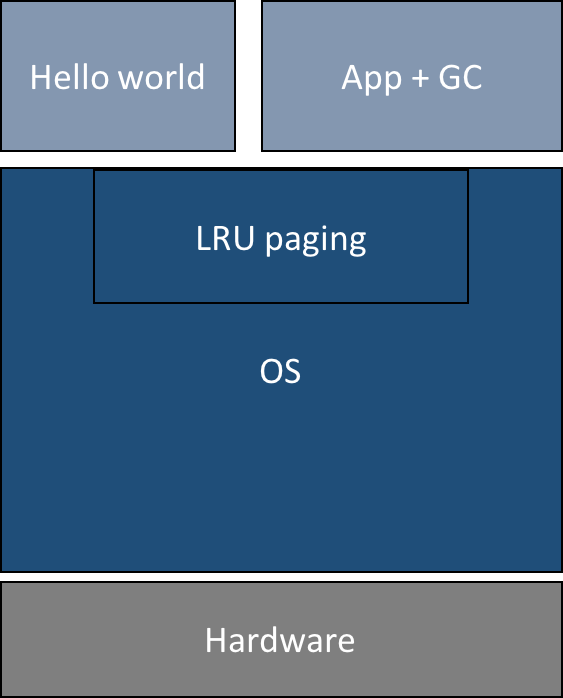 Hello world
App + GC
LRU paging
OS
Hardware